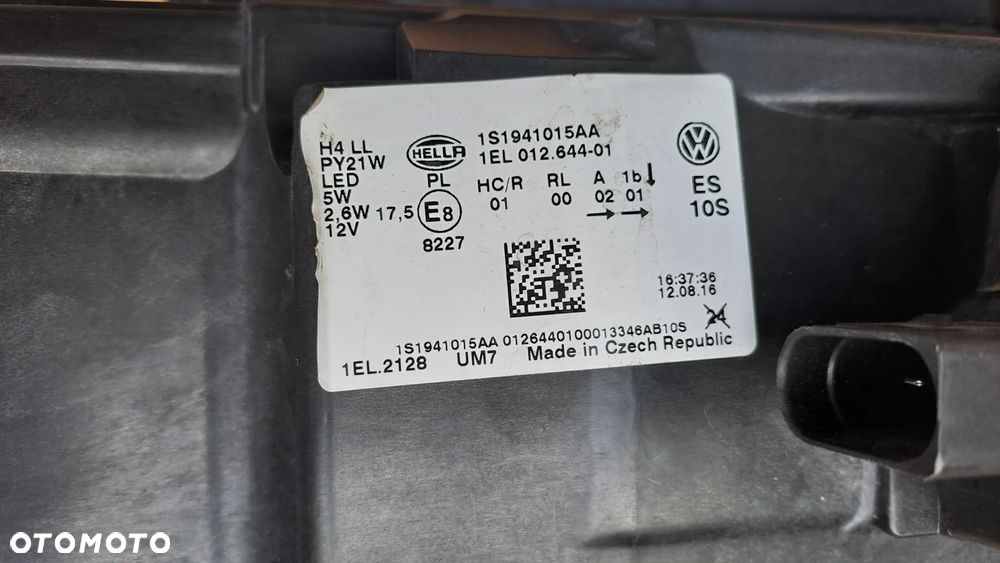 H4 LL
PY21W
LED
5W
2,6W 17,5
12V
HELLA
PL
E8
8227
1S1941015AA
1EL 012.644-01
HC/R RL A 1b
01 00 02 01
VW
ES
10S
16:37:36
12.08.16
24
1S1941015AA 0126440100013346AB10S
1EL.2128 UM7 Made in Czech Republic
OTOMOTO